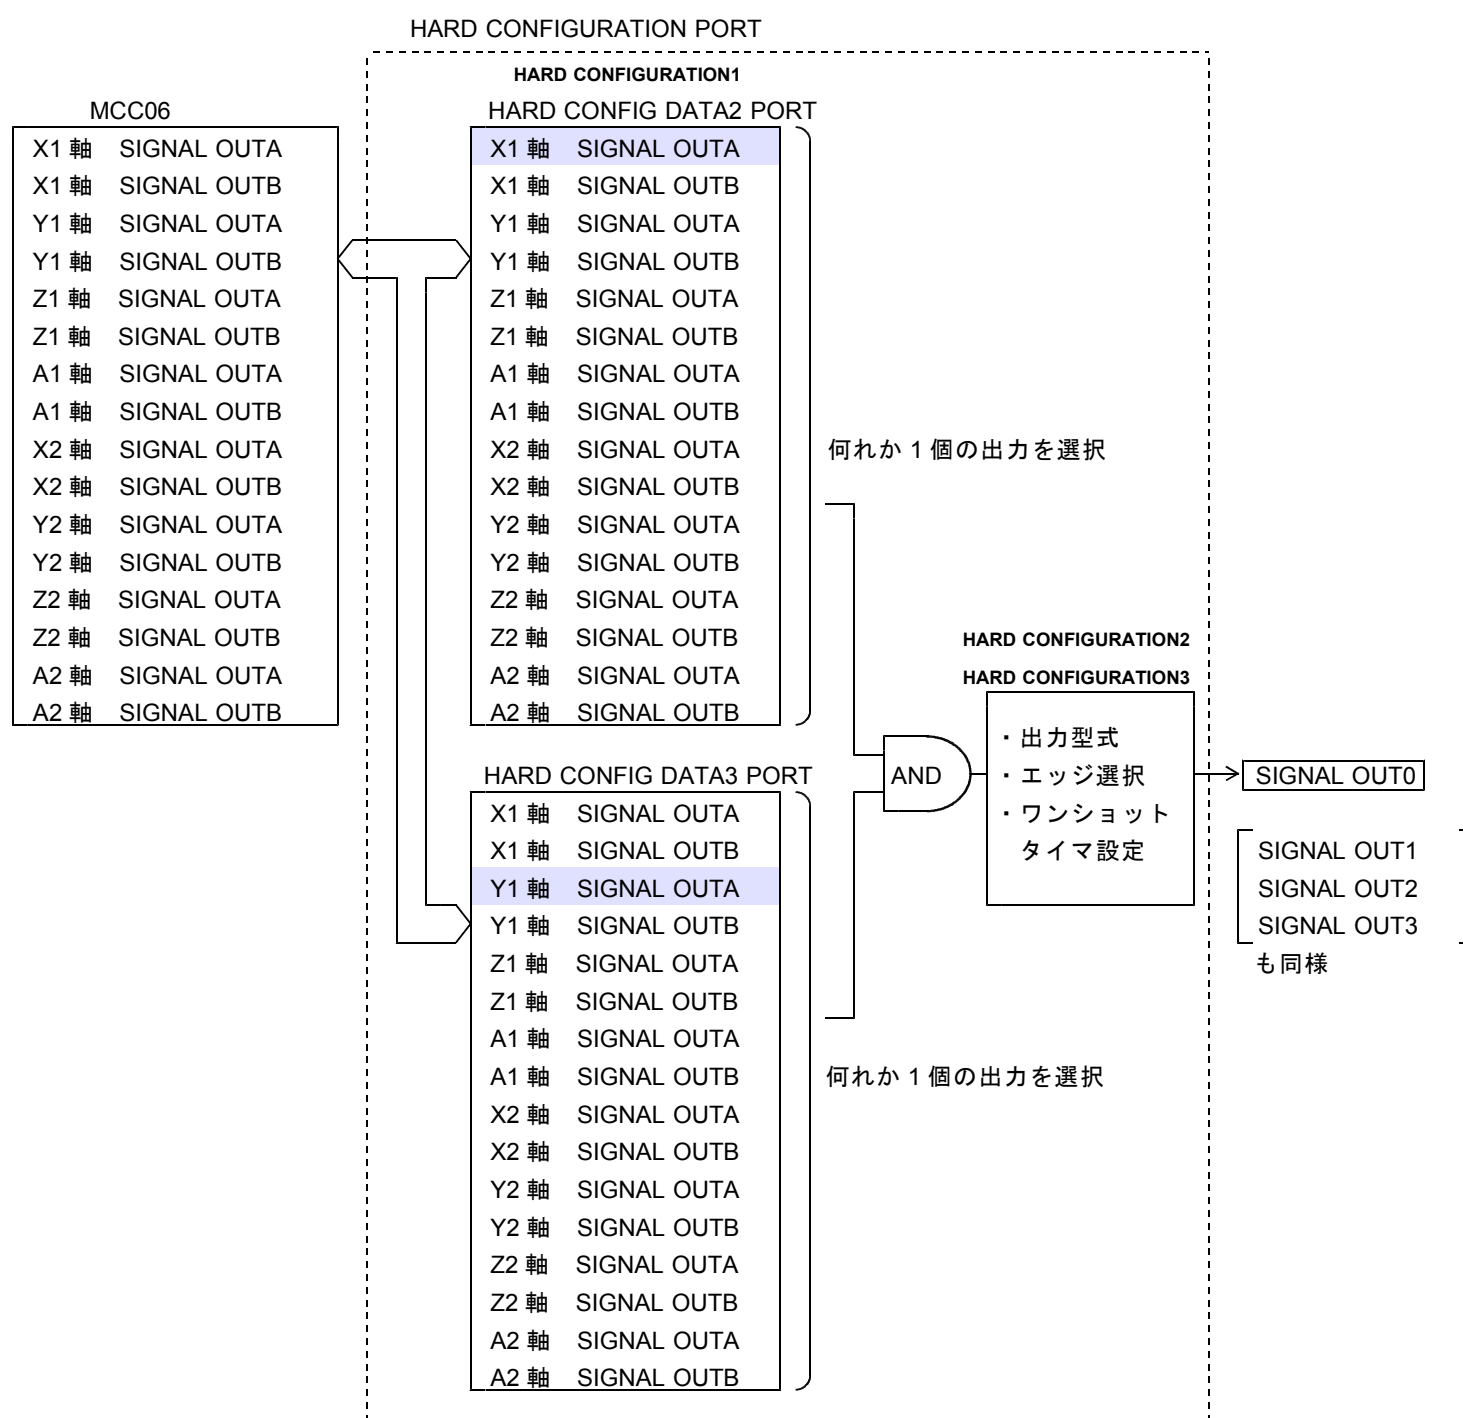 HARD CONFIGURATION PORT
HARD CONFIGURATION1
MCC06
X1 軸 SIGNAL OUTA
X1 軸 SIGNAL OUTB
Y1 軸 SIGNAL OUTA
Y1 軸 SIGNAL OUTB
Z1 軸 SIGNAL OUTA
Z1 軸 SIGNAL OUTB
A1 軸 SIGNAL OUTA
A1 軸 SIGNAL OUTB
X2 軸 SIGNAL OUTA
X2 軸 SIGNAL OUTB
Y2 軸 SIGNAL OUTA
Y2 軸 SIGNAL OUTB
Z2 軸 SIGNAL OUTA
Z2 軸 SIGNAL OUTB
A2 軸 SIGNAL OUTA
A2 軸 SIGNAL OUTB
HARD CONFIG DATA2 PORT
X1 軸 SIGNAL OUTA
X1 軸 SIGNAL OUTB
Y1 軸 SIGNAL OUTA
Y1 軸 SIGNAL OUTB
Z1 軸 SIGNAL OUTA
Z1 軸 SIGNAL OUTB
A1 軸 SIGNAL OUTA
A1 軸 SIGNAL OUTB
X2 軸 SIGNAL OUTA
X2 軸 SIGNAL OUTB
Y2 軸 SIGNAL OUTA
Y2 軸 SIGNAL OUTB
Z2 軸 SIGNAL OUTA
Z2 軸 SIGNAL OUTB
A2 軸 SIGNAL OUTA
A2 軸 SIGNAL OUTB
何れか 1 個の出力を選択
HARD CONFIG DATA3 PORT
X1 軸 SIGNAL OUTA
X1 軸 SIGNAL OUTB
Y1 軸 SIGNAL OUTA
Y1 軸 SIGNAL OUTB
Z1 軸 SIGNAL OUTA
Z1 軸 SIGNAL OUTB
A1 軸 SIGNAL OUTA
A1 軸 SIGNAL OUTB
X2 軸 SIGNAL OUTA
X2 軸 SIGNAL OUTB
Y2 軸 SIGNAL OUTA
Y2 軸 SIGNAL OUTB
Z2 軸 SIGNAL OUTA
Z2 軸 SIGNAL OUTB
A2 軸 SIGNAL OUTA
A2 軸 SIGNAL OUTB
何れか 1 個の出力を選択
AND
HARD CONFIGURATION2
HARD CONFIGURATION3
・出力型式
・エッジ選択
・ワンショット
タイマ設定
SIGNAL OUT0
SIGNAL OUT1
SIGNAL OUT2
SIGNAL OUT3
も同様